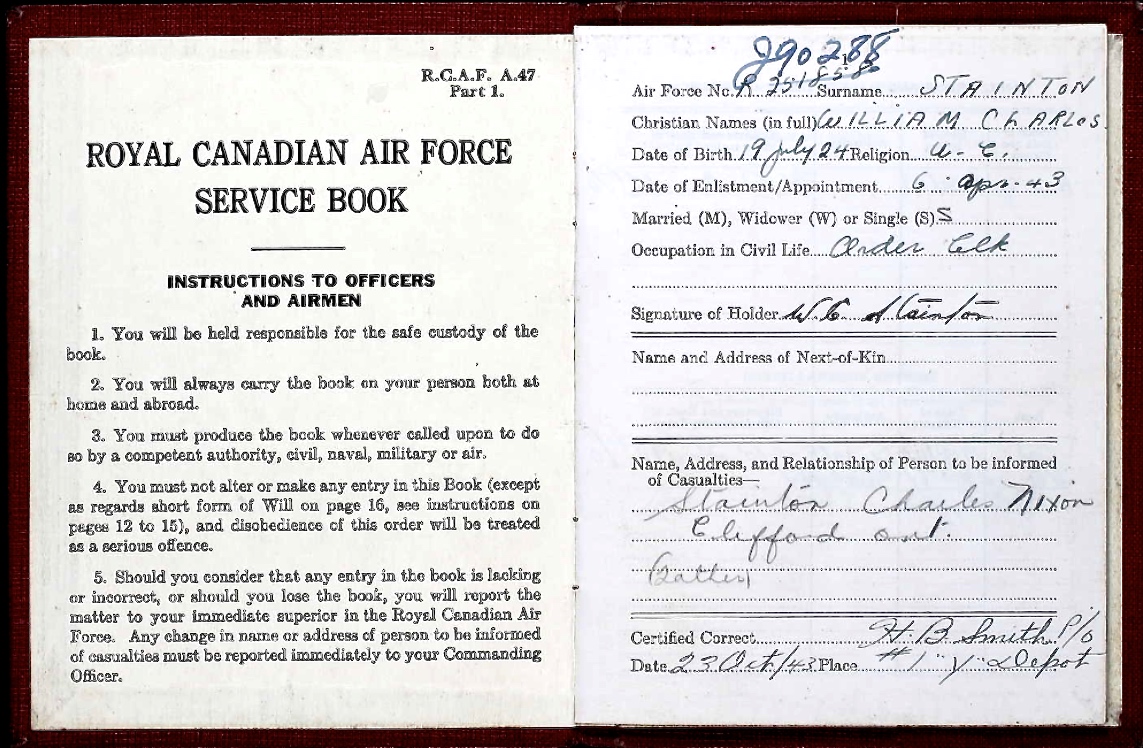 R.C.A.F. A.47
Part 1.
ROYAL CANADIAN AIR FORCE
SERVICE BOOK
INSTRUCTIONS TO OFFICERS
AND AIRMEN
1. You will be held responsible for the safe custody of the
book.
2. You will always carry the book on your person both at
home and abroad.
3. You must produce the book whenever called upon to do
so by a competent authority, civil, naval, military or air.
4. You must not alter or make any entry in this Book (except
as regards short form of Will on page 16, see instructions on
pages 12 to 15), and disobedience of this order will be treated
as a serious offence.
5. Should you consider that any entry in the book is lacking
or incorrect, or should you lose the book, you will report the
matter to your immediate superior in the Royal Canadian Air
Force. Any change in name or address of person to be informed
of casualties must be reported immediately to your Commanding
Officer.
J90288
Air Force No. R 251858 Surname STAINTON
Christian Names (in full) WILLIAM CHARLES
Date of Birth 19 July 24 Religion U-C.
Date of Enlistment/Appointment 6 Apr-43
Married (M), Widower (W) or Single (S) S
Occupation in Civil Life Order Clk
Signature of Holder W.C. Stainton
Name and Address of Next-of-Kin
Name, Address, and Relationship of Person to be informed
of Casualties—
Stainton Charles Nixon
Clifford Ont.
(Father)
Certified Correct H B Smith P/O
Date 23 Oct/43 Place #1 "Y" Depot